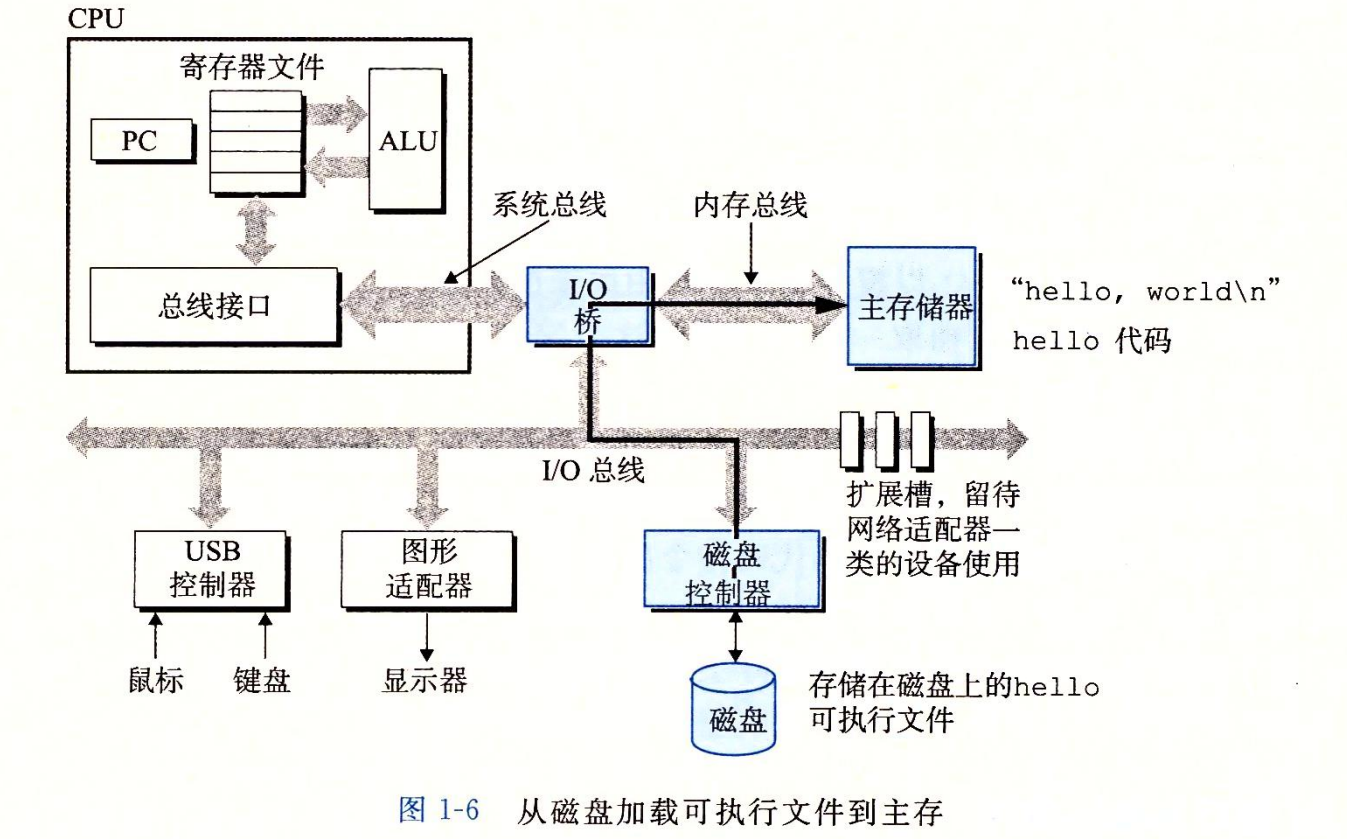 CPU
寄存器文件
PC
ALU
系统总线
内存总线
总线接口
I/O
桥
主存储器
“hello, world\n”
hello 代码
I/O 总线
扩展槽，留待
网络适配器一
类的设备使用
USB
控制器
图形
适配器
磁盘
控制器
鼠标
键盘
显示器
磁盘
存储在磁盘上的hello
可执行文件
图 1-6 从磁盘加载可执行文件到主存